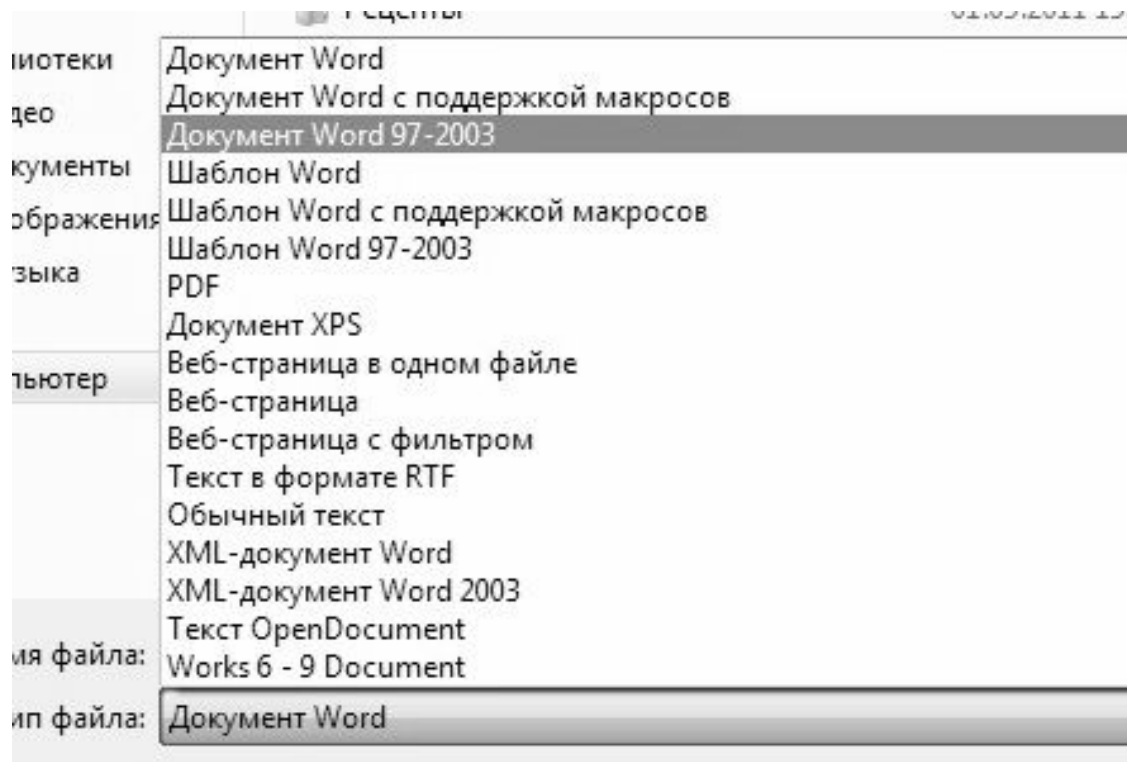 Рецепты
иотеки
Документ Word
Документ Word с поддержкой макросов
део
Документ Word 97-2003
кументы
Шаблон Word
ображения
Шаблон Word с поддержкой макросов
Шаблон Word 97-2003
зыка
PDF
Документ XPS
Веб-страница в одном файле
пьютер
Веб-страница
Веб-страница с фильтром
Текст в формате RTF
Обычный текст
XML-документ Word
XML-документ Word 2003
Текст OpenDocument
мя файла:
Works 6 - 9 Document
ип файла: Документ Word